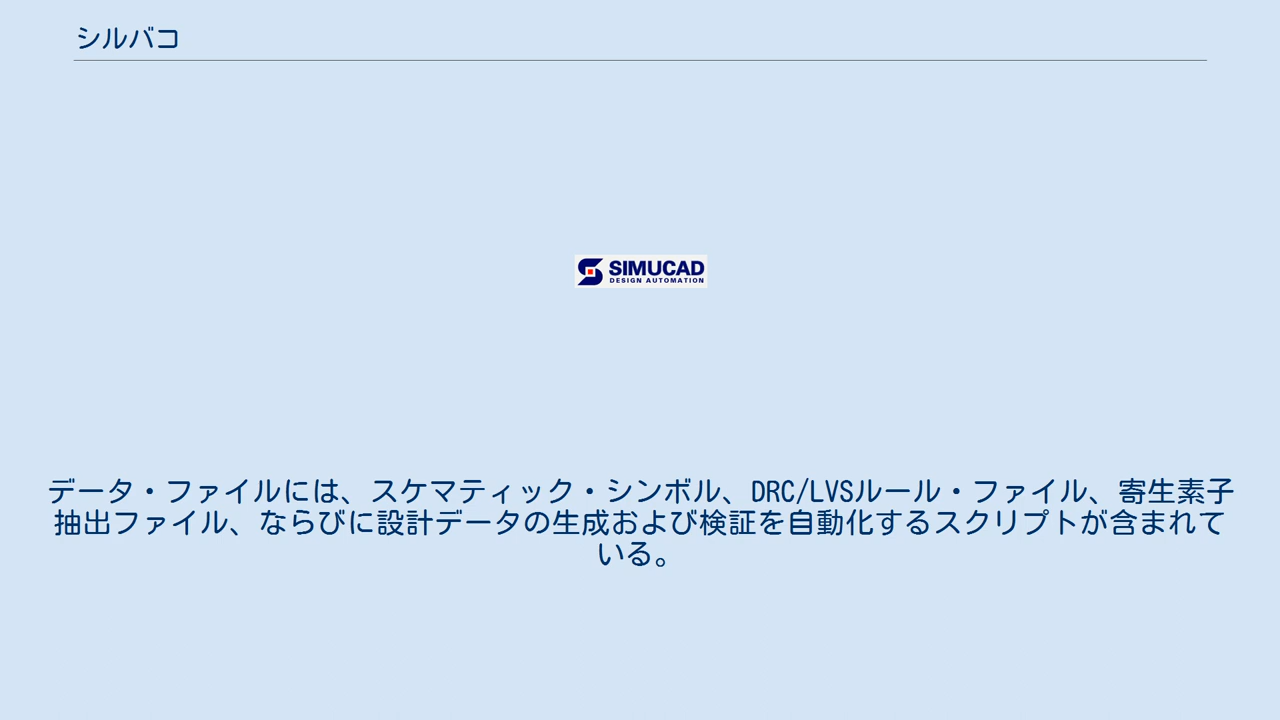 シルバコ
SIMUCAD
DESIGN AUTOMATION
データ・ファイルには、スケマティック・シンボル、DRC/LVSルール・ファイル、寄生素子
抽出ファイル、ならびに設計データの生成および検証を自動化するスクリプトが含まれて
いる。